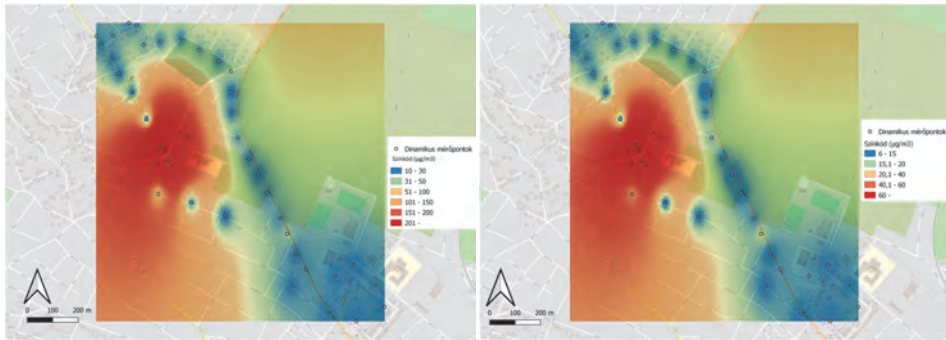 Dinamikus mérőpontok
Színkód (µg/m3)
10 - 30
31 - 50
51 - 100
101 - 150
151 - 200
201 -
0 100 200 m
Dinamikus mérőpontok
Színkód (µg/m3)
6 - 15
15,1 - 20
20,1 - 40
40,1 - 60
60 -
0 100 200 m